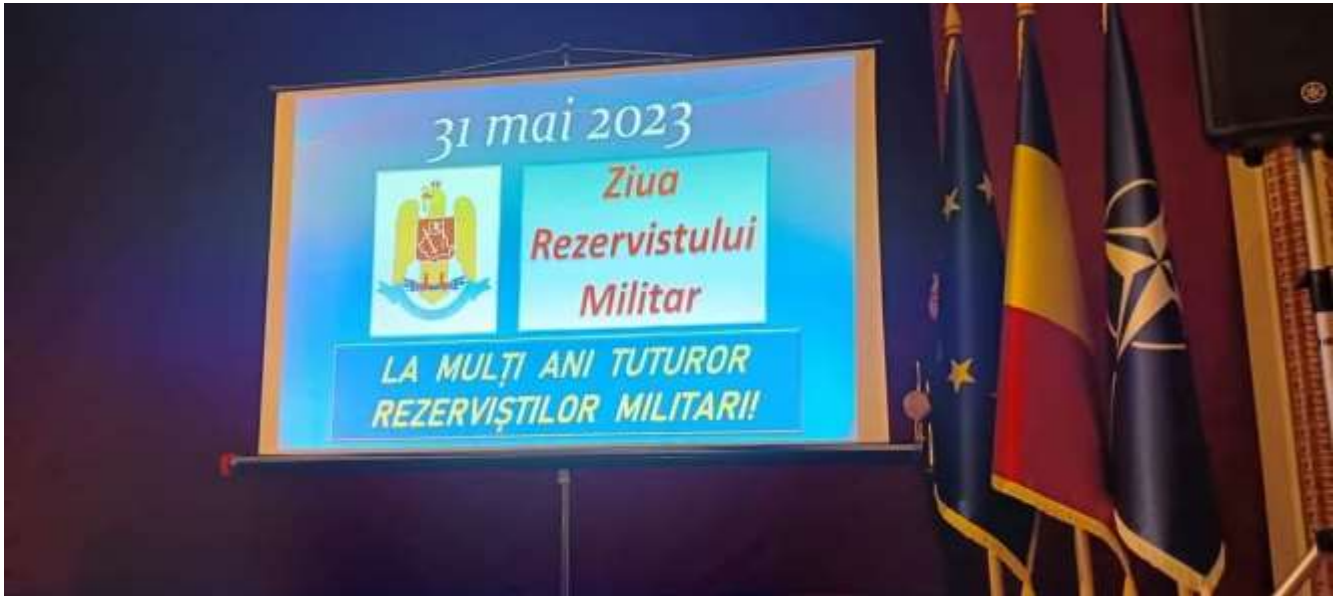 31 mai 2023
Ziua
Rezervistului
Militar
LA MULȚI ANI TUTUROR
REZERVIȘTILOR MILITARI!